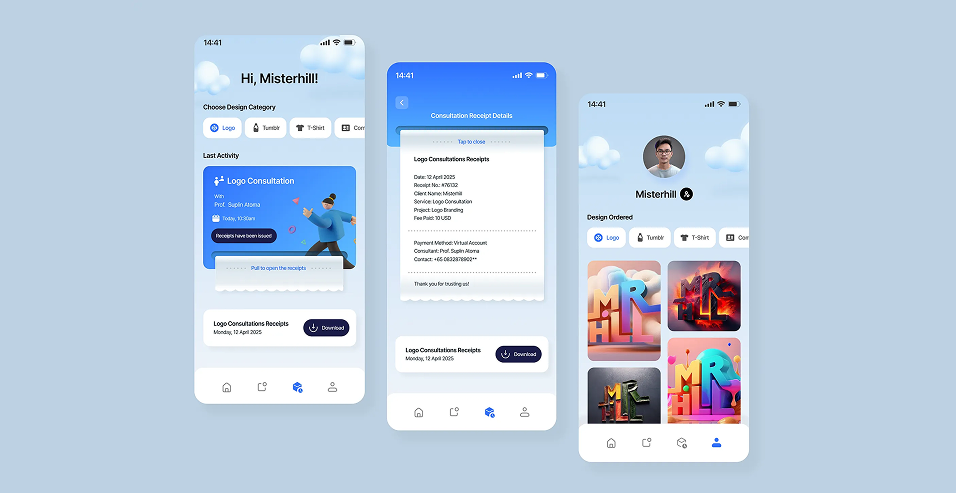 14:41
Hi, Misterhill!
Choose Design Category
Logo
Tumblr
T-Shirt
Con
Last Activity
Logo Consultation
With
Prof. Suplin Atoma
Today, 10:30am
Receipts have been issued!
Pull to open the receipts
Logo Consultations Receipts
Monday, 12 April 2025
Download
14:41
Consultation Receipt Details
Tap to close
Logo Consultations Receipts
Date: 12 April 2025
Receipt No.: #76132
Client Name: Misterhill
Service: Logo Consultation
Project: Logo Branding
Fee Paid: 10 USD
Payment Method: Virtual Account
Consultant: Prof. Suplin Atoma
Contact: +65 0832878902**
Thank you for trusting us!
Logo Consultations Receipts
Monday, 12 April 2025
Download
14:41
Misterhill
Design Ordered
Logo
Tumblr
T-Shirt
Con
MR
HILL
MR
HILL
MR
HILL
MR
HILL